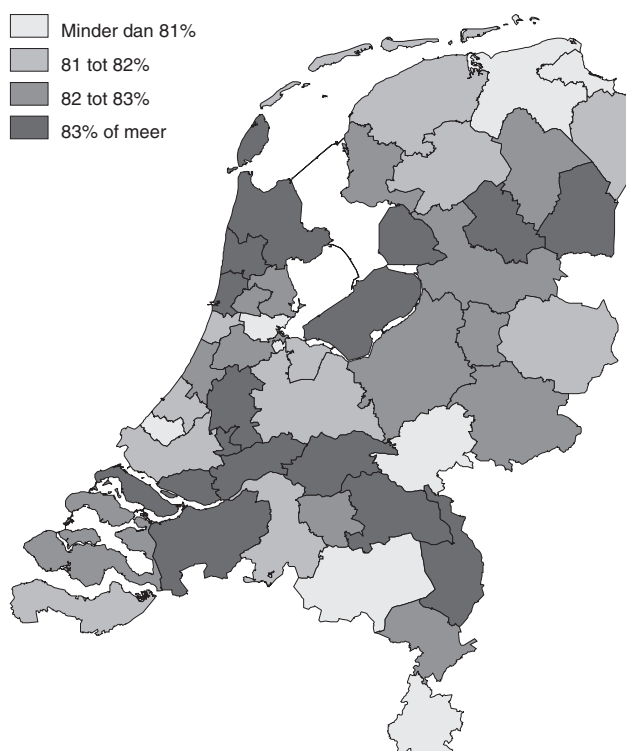 Minder dan 81%
81 tot 82%
82 tot 83%
83% of meer